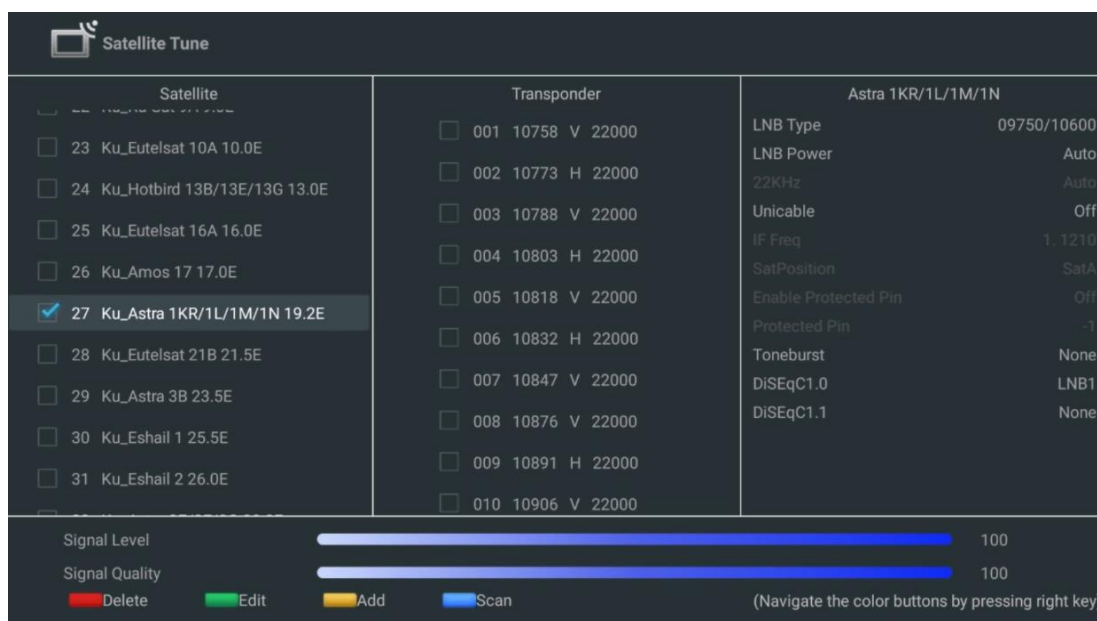 Satellite Tune
Satellite
23 Ku_Eutelsat 10A 10.0E
24 Ku_Hotbird 13B/13E/13G 13.0E
25 Ku_Eutelsat 16A 16.0E
26 Ku_Amos 17 17.0E
27 Ku_Astra 1KR/1L/1M/1N 19.2E
28 Ku_Eutelsat 21B 21.5E
29 Ku_Astra 3B 23.5E
30 Ku_Eshail 1 25.5E
31 Ku_Eshail 2 26.0E
Transponder
001 10758 V 22000
002 10773 H 22000
003 10788 V 22000
004 10803 H 22000
005 10818 V 22000
006 10832 H 22000
007 10847 V 22000
008 10876 V 22000
009 10891 H 22000
010 10906 V 22000
Astra 1KR/1L/1M/1N
LNB Type 09750/10600
LNB Power Auto
22KHz Auto
Unicable Off
IF Freq 1. 1210
SatPosition SatA
Enable Protected Pin Off
Protected Pin -1
Toneburst None
DiSEqC1.0 LNB1
DiSEqC1.1 None
Signal Level 100
Signal Quality 100
Delete Edit Add Scan
(Navigate the color buttons by pressing right key